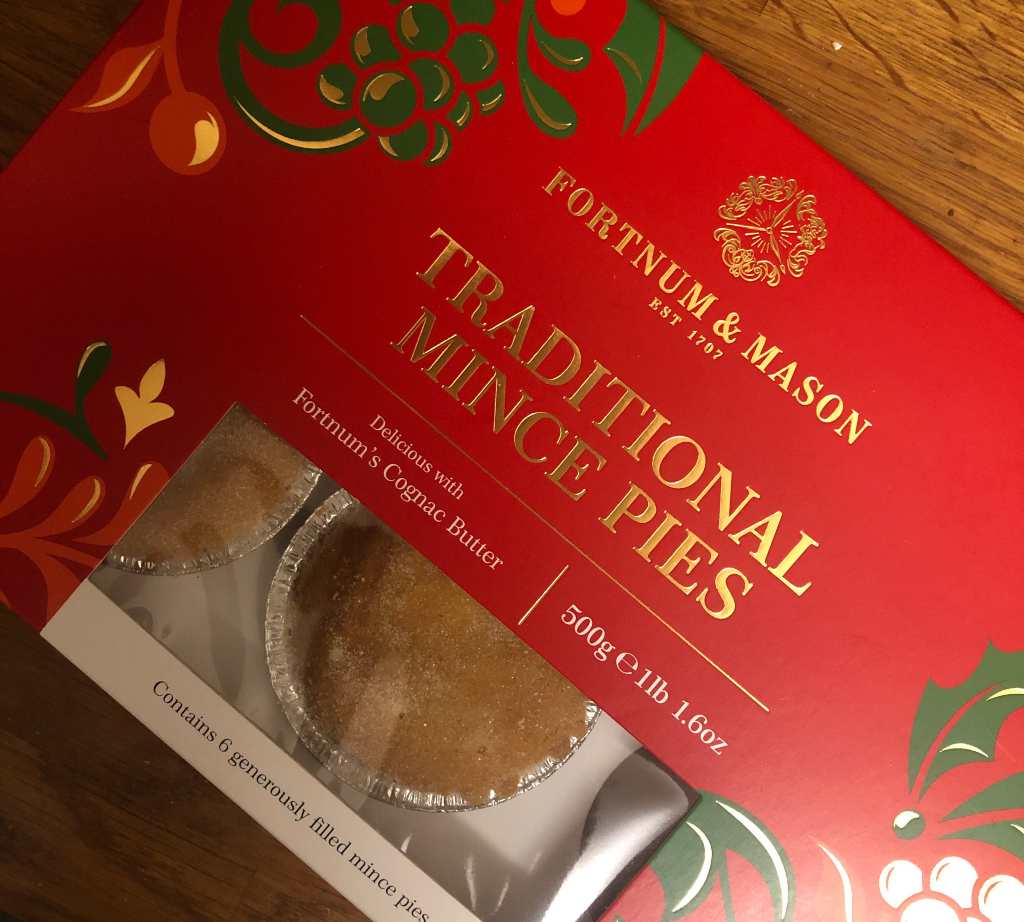 FORTNUM & MASON
EST 1707
TRADITIONAL
MINCE PIES
Delicious with
Fortnum's Cognac Butter
500g ℮ 1lb 1.6oz
Contains 6 generously filled mince pies